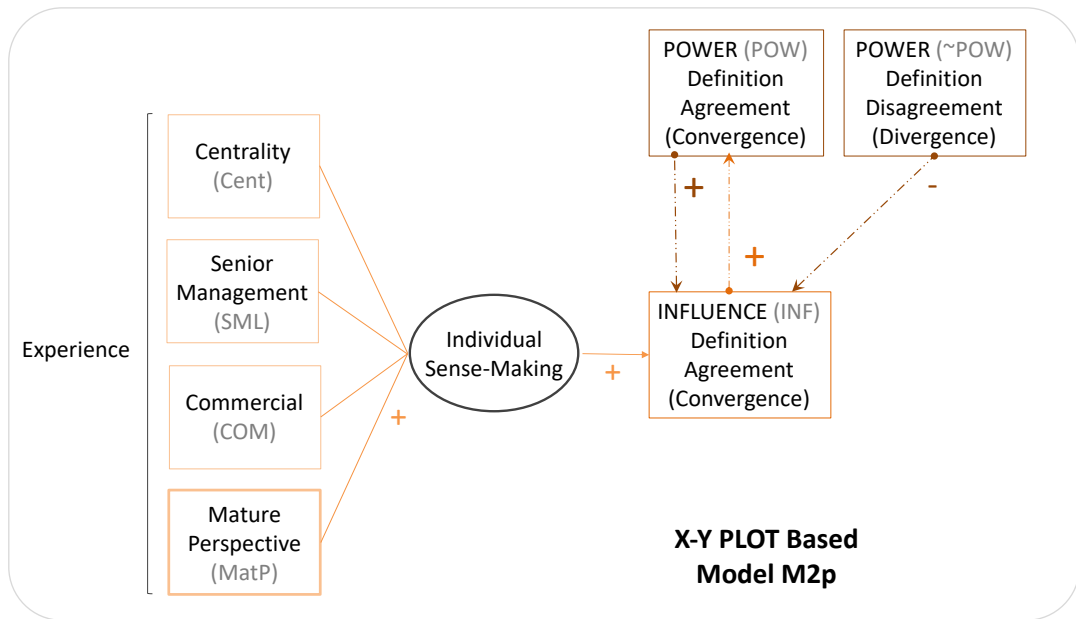 Experience
Centrality
(Cent)
Senior
Management
(SML)
Commercial
(COM)
Mature
Perspective
(MatP)
+
Individual
Sense-Making
+
POWER (POW)
Definition
Agreement
(Convergence)
POWER (~POW)
Definition
Disagreement
(Divergence)
+
+
-
INFLUENCE (INF)
Definition
Agreement
(Convergence)
X-Y PLOT Based
Model M2p